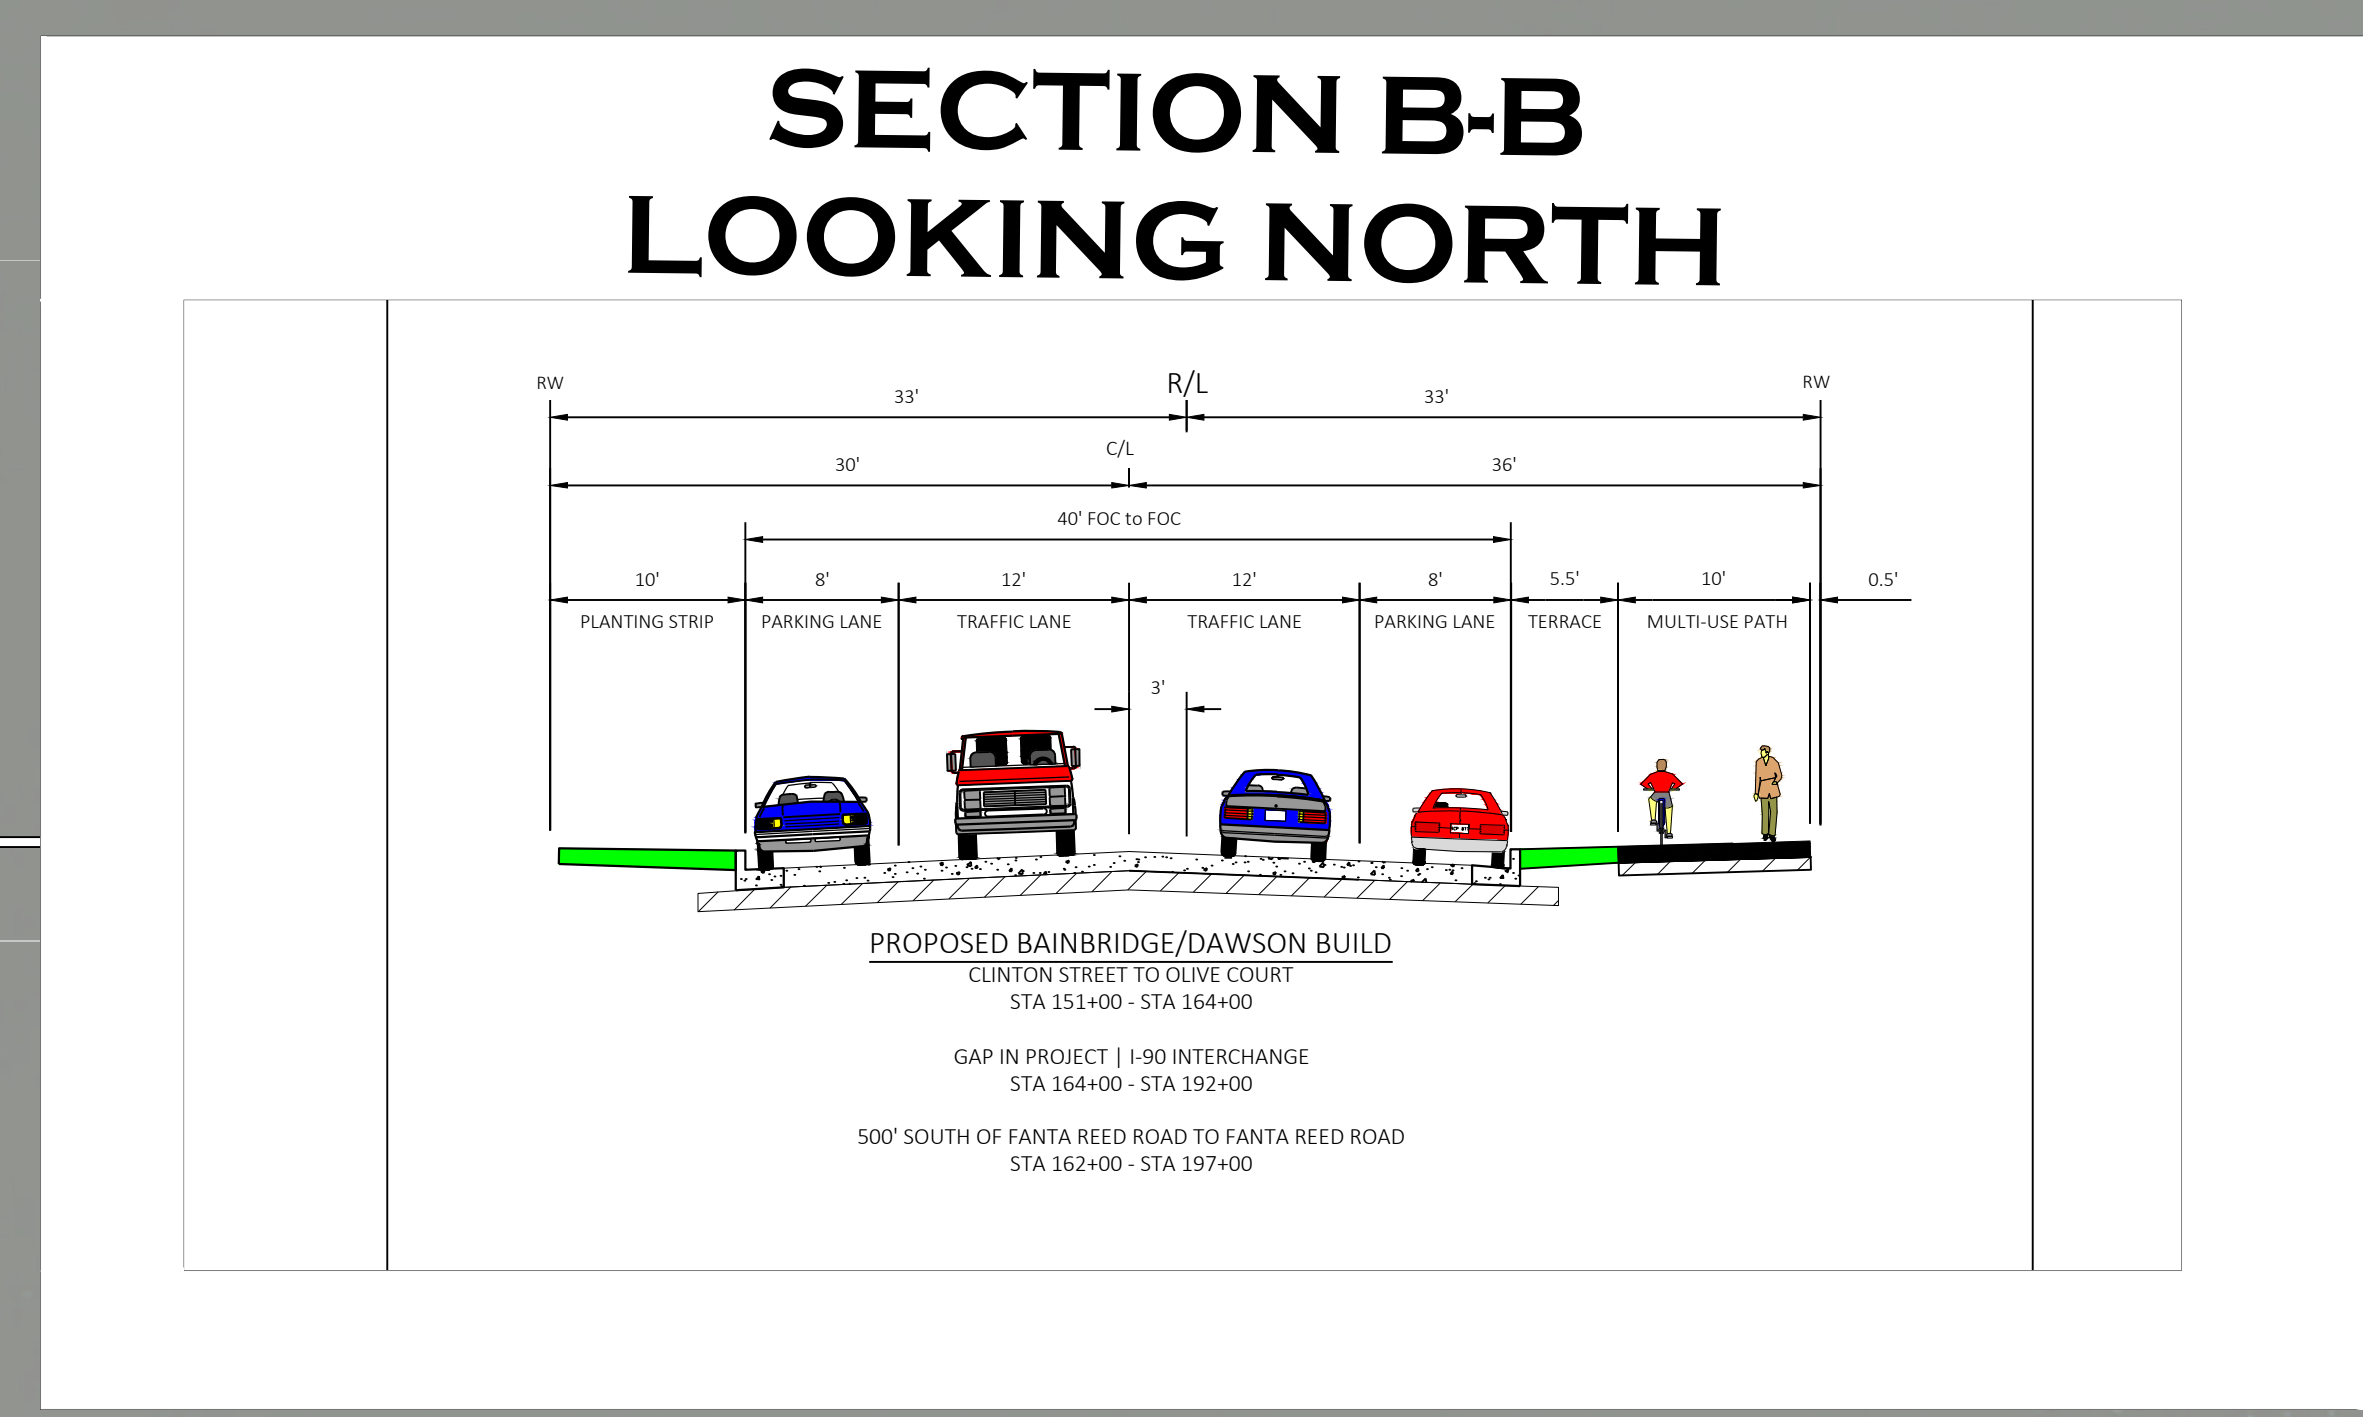 SECTION B-B
LOOKING NORTH
RW
R/L
RW
33'
33'
C/L
30'
36'
40' FOC to FOC
10'
8'
12'
12'
8'
5.5'
10'
0.5'
PLANTING STRIP
PARKING LANE
TRAFFIC LANE
TRAFFIC LANE
PARKING LANE
TERRACE
MULTI-USE PATH
3'
PROPOSED BAINBRIDGE/DAWSON BUILD
CLINTON STREET TO OLIVE COURT
STA 151+00 - STA 164+00
GAP IN PROJECT | I-90 INTERCHANGE
STA 164+00 - STA 192+00
500' SOUTH OF FANTA REED ROAD TO FANTA REED ROAD
STA 162+00 - STA 197+00